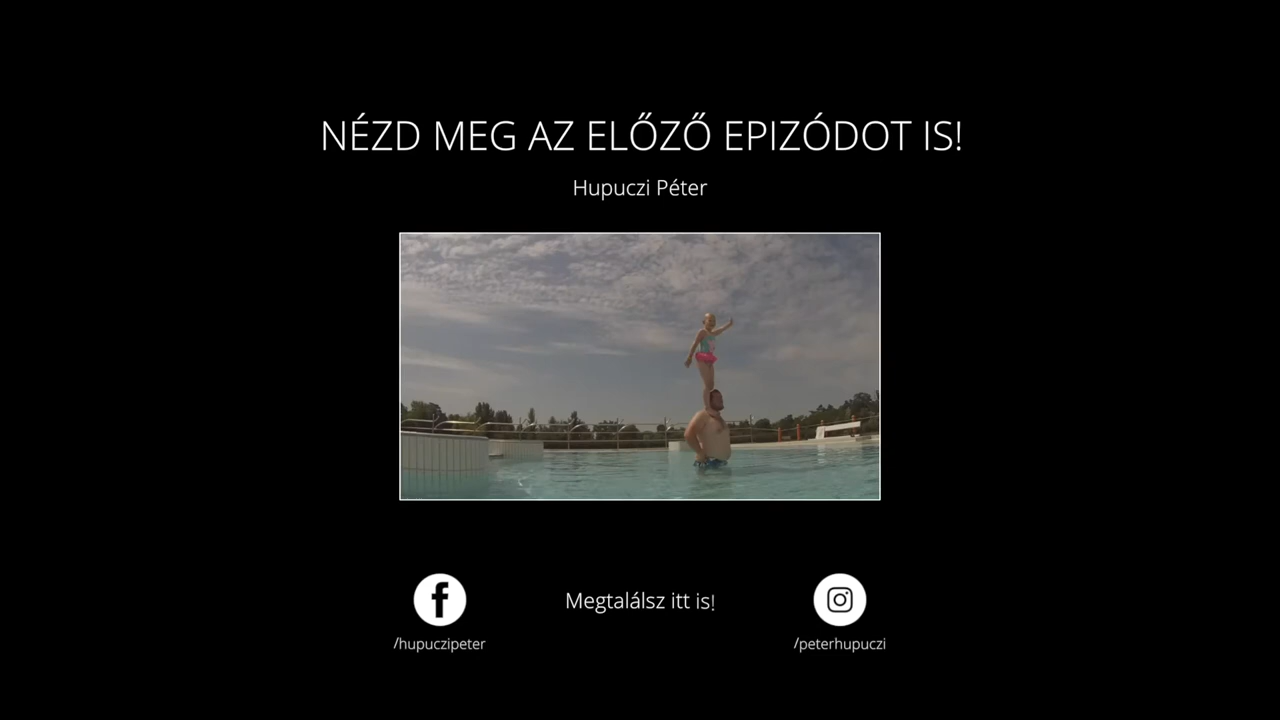 NÉZD MEG AZ ELŐZŐ EPIZÓDOT IS!
Hupuczi Péter
Megtalálsz itt is!
/hupuczipeter
/peterhupuczi